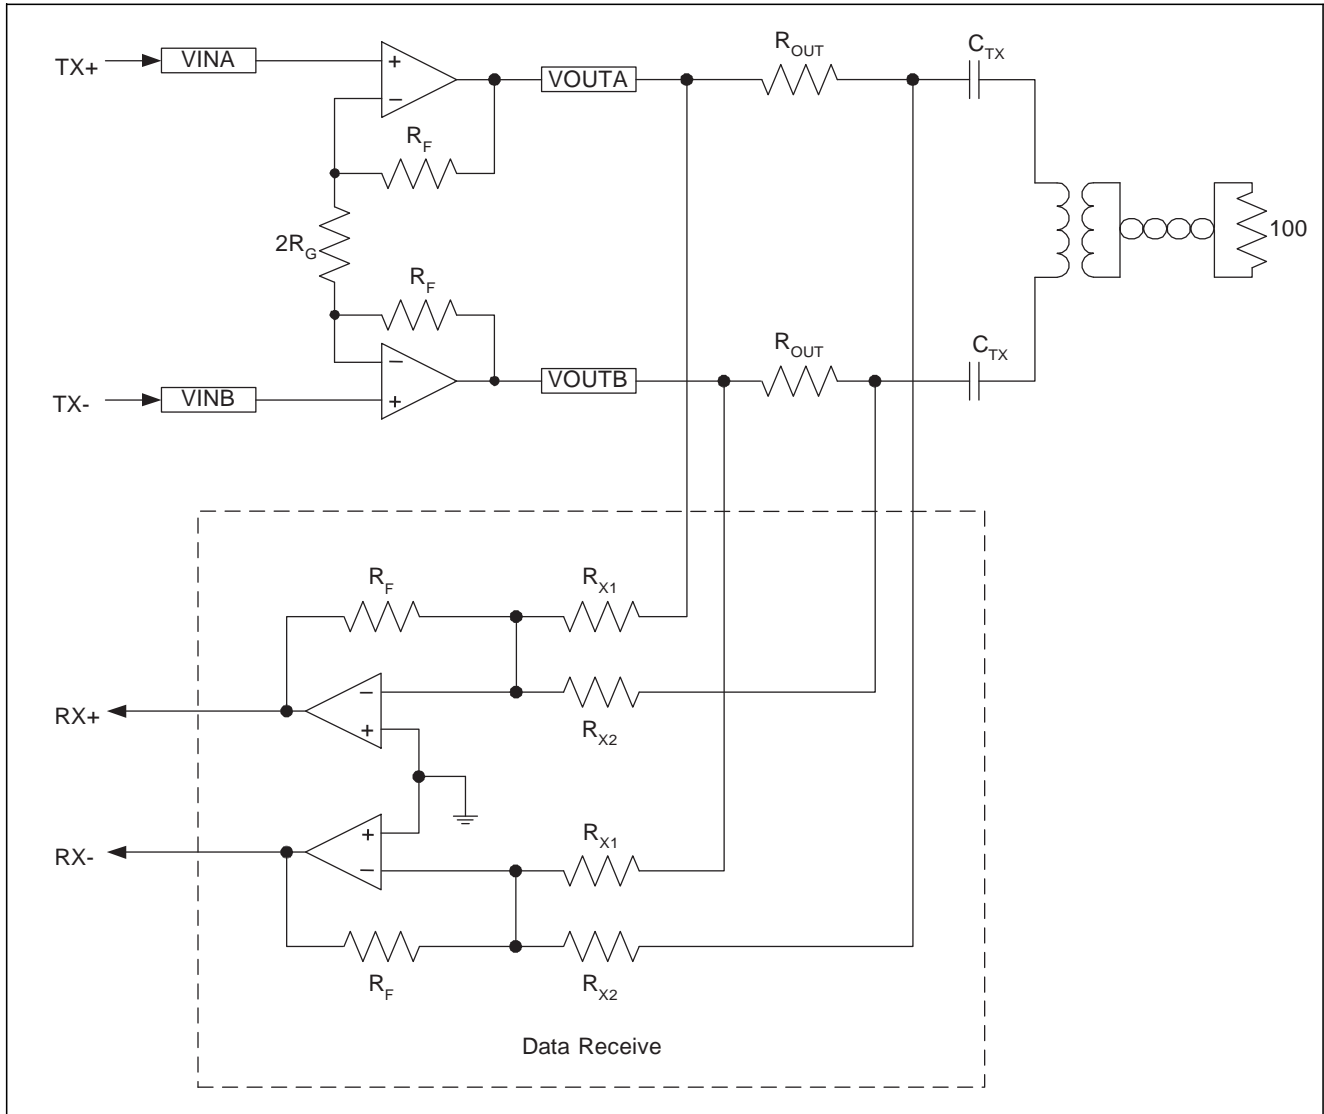 TX+
VINA
+
−
R_F
2R_G
R_F
−
+
TX-
VINB
VOUTA
VOUTB
R_OUT
C_TX
R_OUT
C_TX
100
R_F
R_X1
R_X2
−
+
RX+
+
−
RX-
R_X1
R_X2
R_F
Data Receive